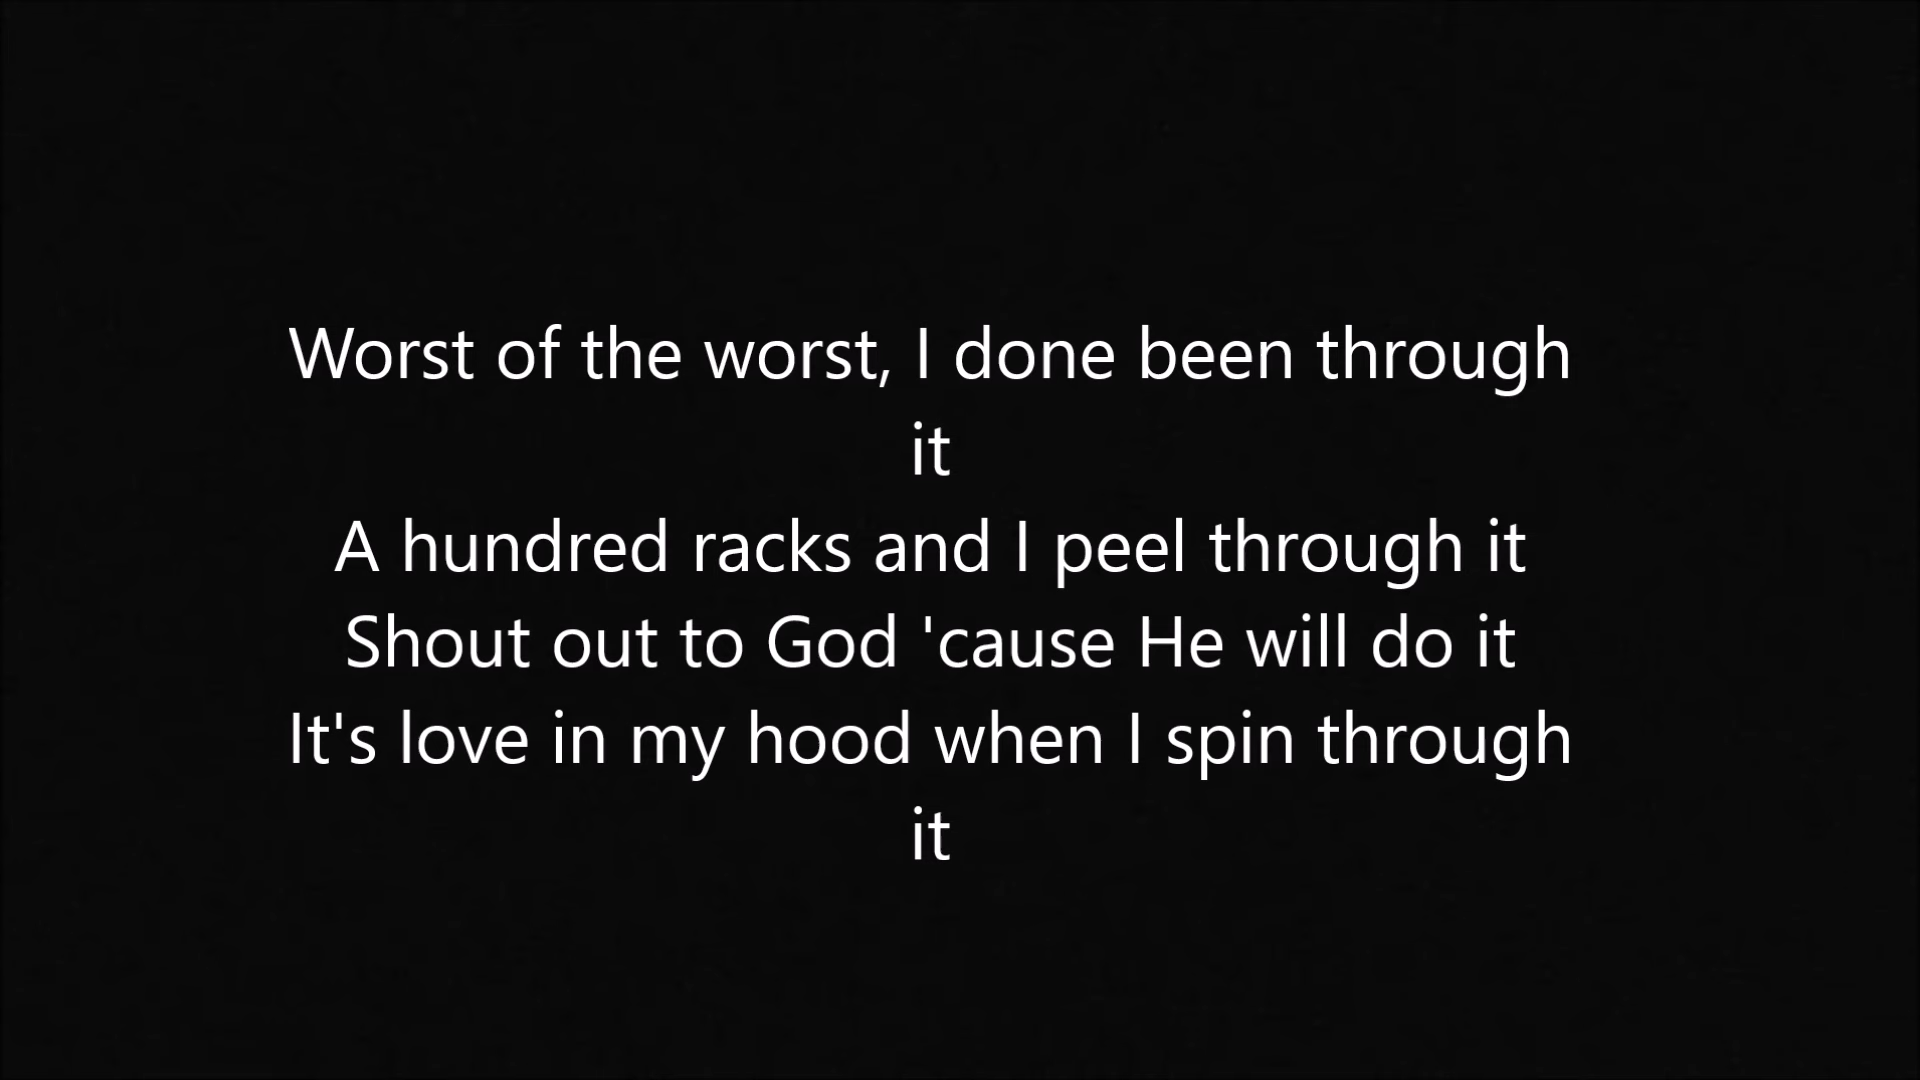 Worst of the worst, I done been through
it
A hundred racks and I peel through it
Shout out to God 'cause He will do it
It's love in my hood when I spin through
it